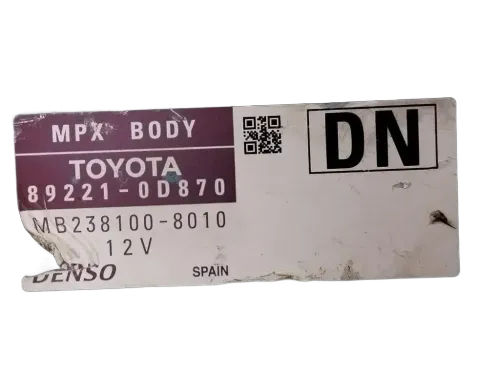 MPX BODY
TOYOTA
89221-0D870
MB238100-8010
12V
DENSO
SPAIN
DN